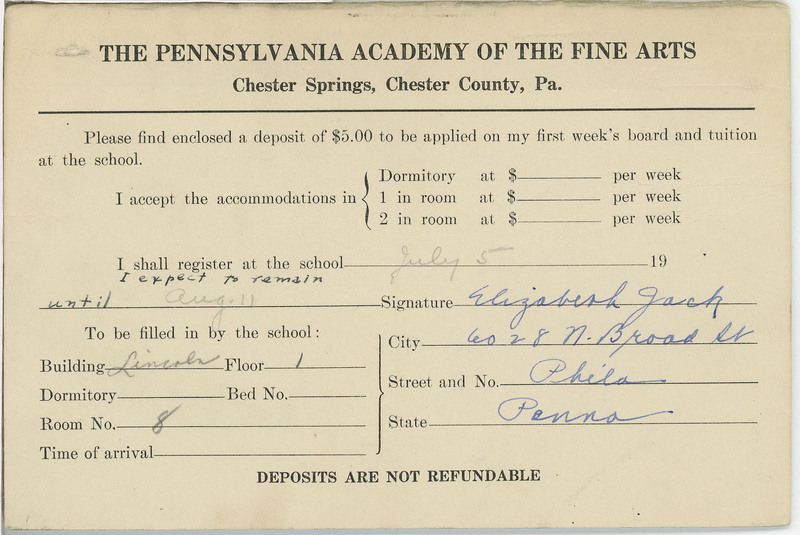 THE PENNSYLVANIA ACADEMY OF THE FINE ARTS
Chester Springs, Chester County, Pa.
Please find enclosed a deposit of $5.00 to be applied on my first week's board and tuition
at the school.
I accept the accommodations in
Dormitory at $ per week
1 in room at $ per week
2 in room at $ per week
I shall register at the school July 5 19
I expect to remain
until Aug. 11 Signature Elizabeth Jack
To be filled in by the school:
City 6028 N. Broad St
Building Lincoln Floor 1
Street and No. Phila
Dormitory Bed No.
Room No. 8
State Penna
Time of arrival
DEPOSITS ARE NOT REFUNDABLE